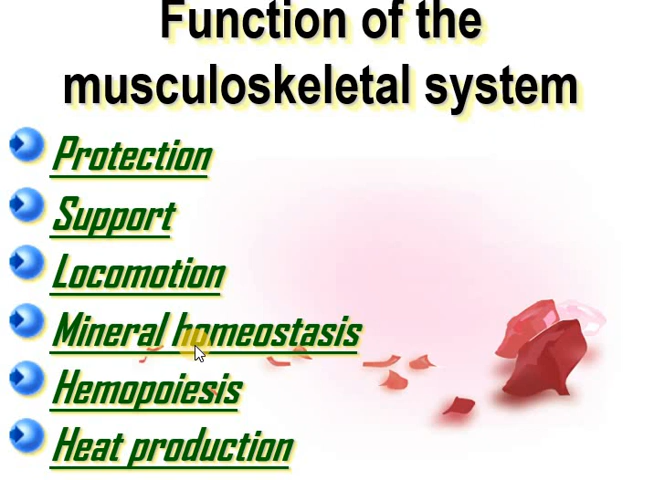 Function of the
musculoskeletal system
Protection
Support
Locomotion
Mineral homeostasis
Hemopoiesis
Heat production